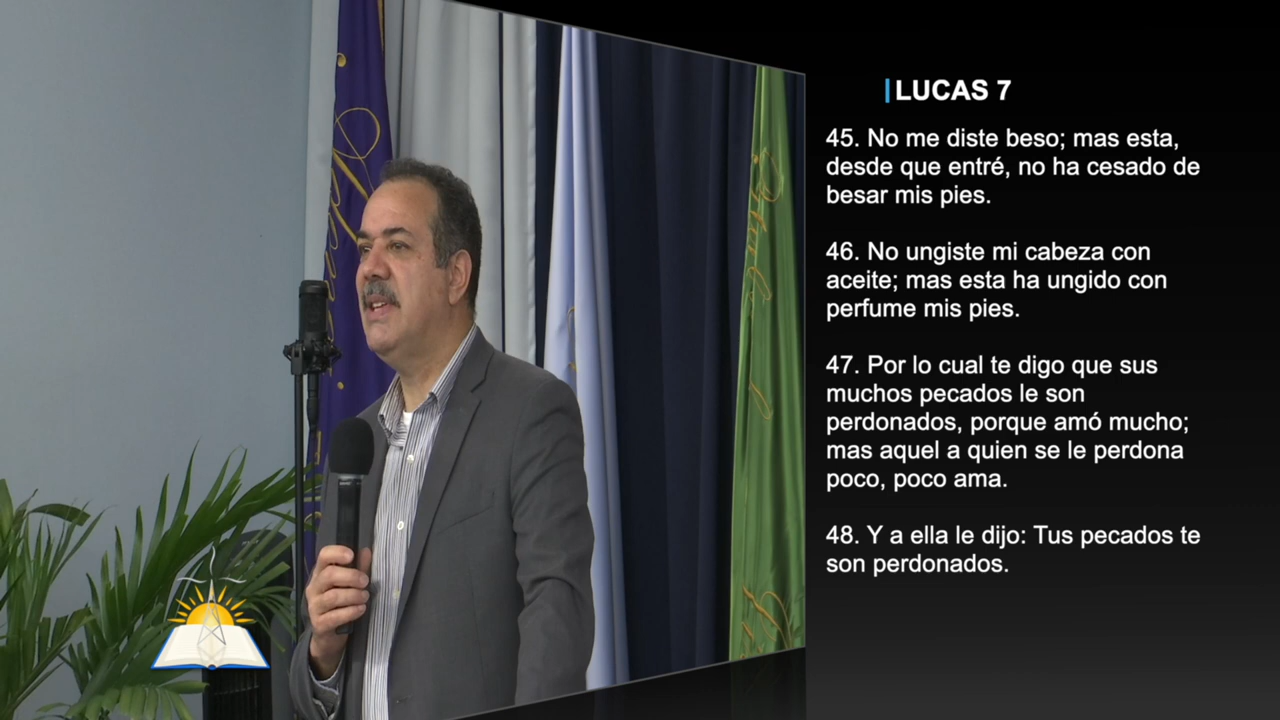 LUCAS 7
45. No me diste beso; mas esta,
desde que entré, no ha cesado de
besar mis pies.
46. No ungiste mi cabeza con
aceite; mas esta ha ungido con
perfume mis pies.
47. Por lo cual te digo que sus
muchos pecados le son
perdonados, porque amó mucho;
mas aquel a quien se le perdona
poco, poco ama.
48. Y a ella le dijo: Tus pecados te
son perdonados.